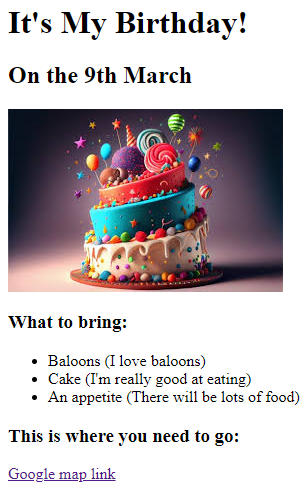 It's My Birthday!
On the 9th March
What to bring:
Baloons (I love baloons)
Cake (I'm really good at eating)
An appetite (There will be lots of food)
This is where you need to go:
Google map link